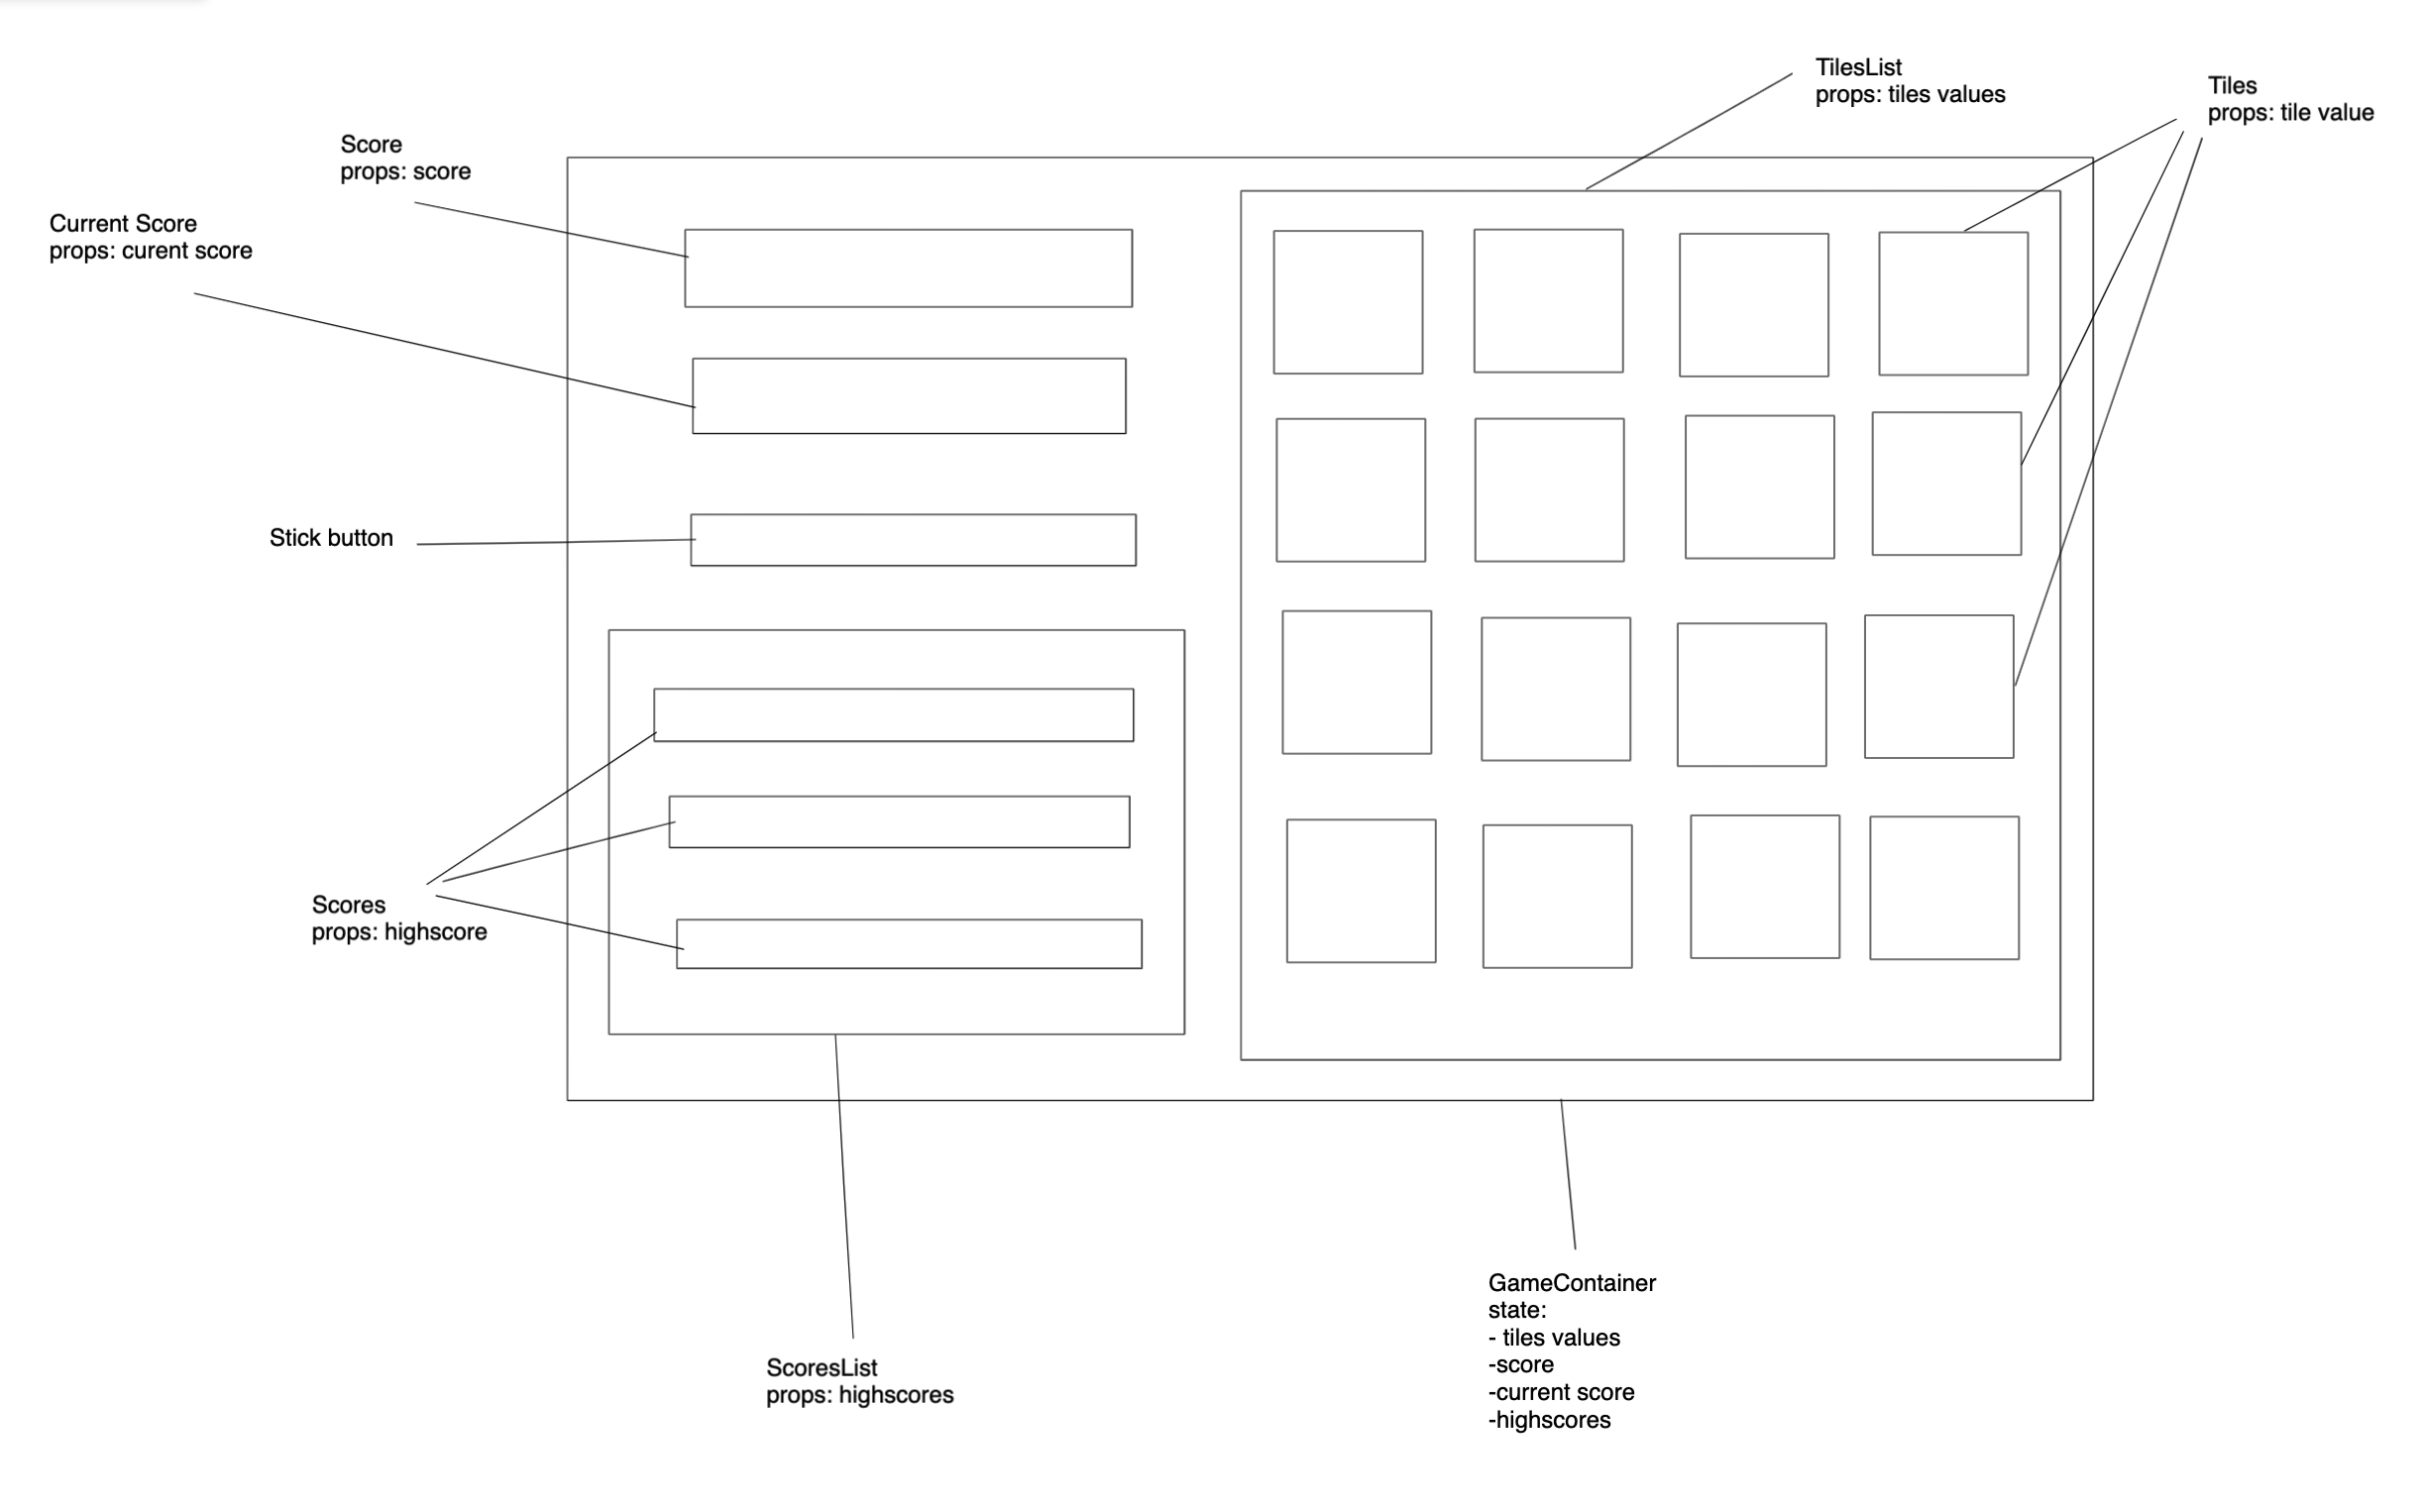 TilesList
props: tiles values
Tiles
props: tile value
Score
props: score
Current Score
props: curent score
Stick button
Scores
props: highscore
GameContainer
state:
- tiles values
-score
-current score
-highscores
ScoresList
props: highscores